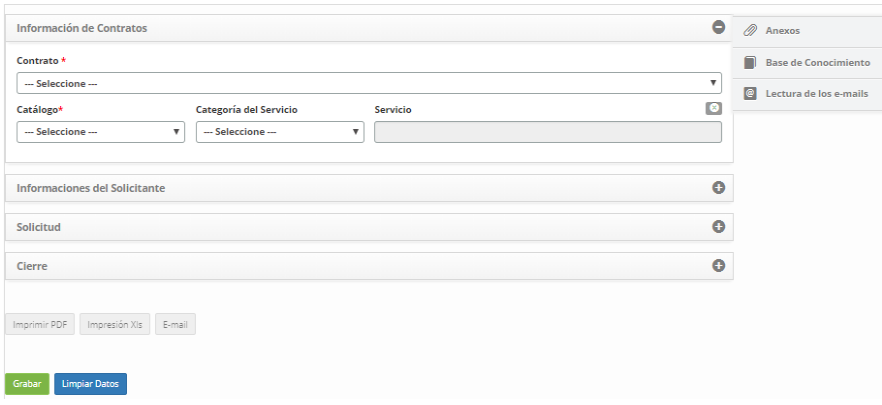 Información de Contratos
Contrato *
--- Seleccione ---
Catálogo* Categoría del Servicio Servicio
--- Seleccione --- --- Seleccione ---
Informaciones del Solicitante
Solicitud
Cierre
Imprimir PDF Impresión Xls E-mail
Grabar Limpiar Datos
Anexos
Base de Conocimiento
Lectura de los e-mails